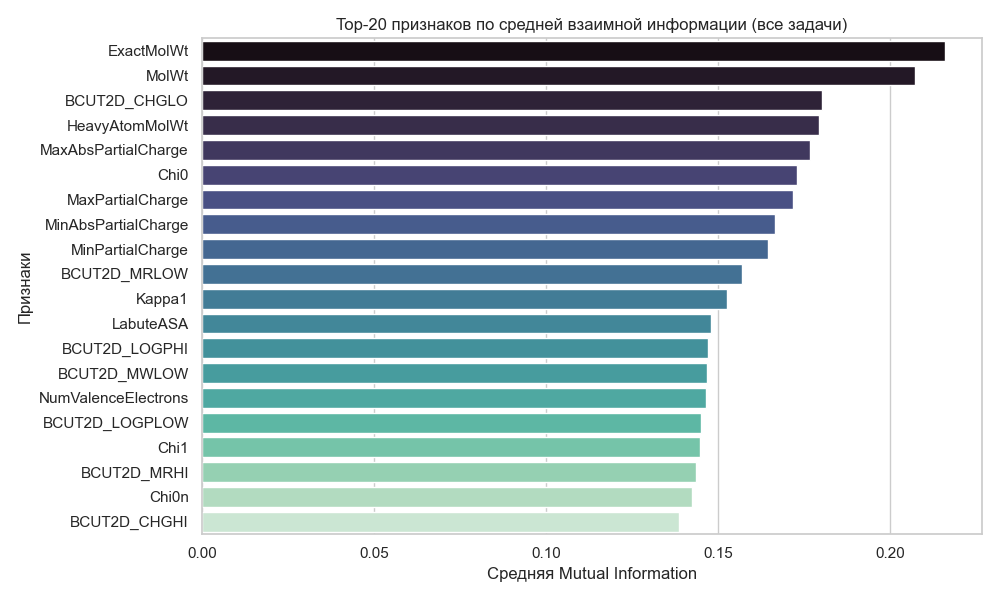 Top-20 признаков по средней взаимной информации (все задачи)
Признаки
ExactMolWt
MolWt
BCUT2D_CHGLO
HeavyAtomMolWt
MaxAbsPartialCharge
Chi0
MaxPartialCharge
MinAbsPartialCharge
MinPartialCharge
BCUT2D_MRLOW
Kappa1
LabuteASA
BCUT2D_LOGPHI
BCUT2D_MWLOW
NumValenceElectrons
BCUT2D_LOGPLOW
Chi1
BCUT2D_MRHI
Chi0n
BCUT2D_CHGHI
0.00 0.05 0.10 0.15 0.20
Средняя Mutual Information